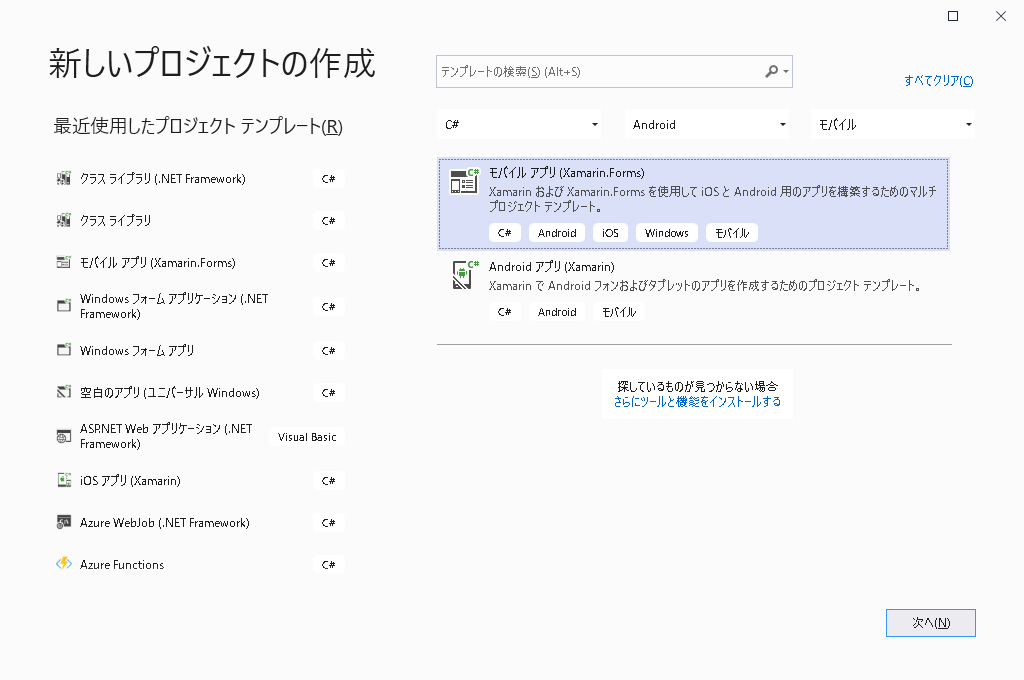 新しいプロジェクトの作成
最近使用したプロジェクト テンプレート(R)
クラス ライブラリ (.NET Framework) C#
クラス ライブラリ C#
モバイル アプリ (Xamarin.Forms) C#
Windows フォーム アプリケーション (.NET
Framework) C#
Windows フォーム アプリ C#
空白のアプリ (ユニバーサル Windows) C#
ASP.NET Web アプリケーション (.NET
Framework) Visual Basic
iOS アプリ (Xamarin) C#
Azure WebJob (.NET Framework) C#
Azure Functions C#
テンプレートの検索(S) (Alt+S)
すべてクリア(C)
C# Android モバイル
モバイル アプリ (Xamarin.Forms)
Xamarin および Xamarin.Forms を使用して iOS と Android 用のアプリを構築するためのマルチ
プロジェクト テンプレート。
C# Android iOS Windows モバイル
Android アプリ (Xamarin)
Xamarin で Android フォンおよびタブレットのアプリを作成するためのプロジェクト テンプレート。
C# Android モバイル
探しているものが見つからない場合
さらにツールと機能をインストールする
次へ(N)